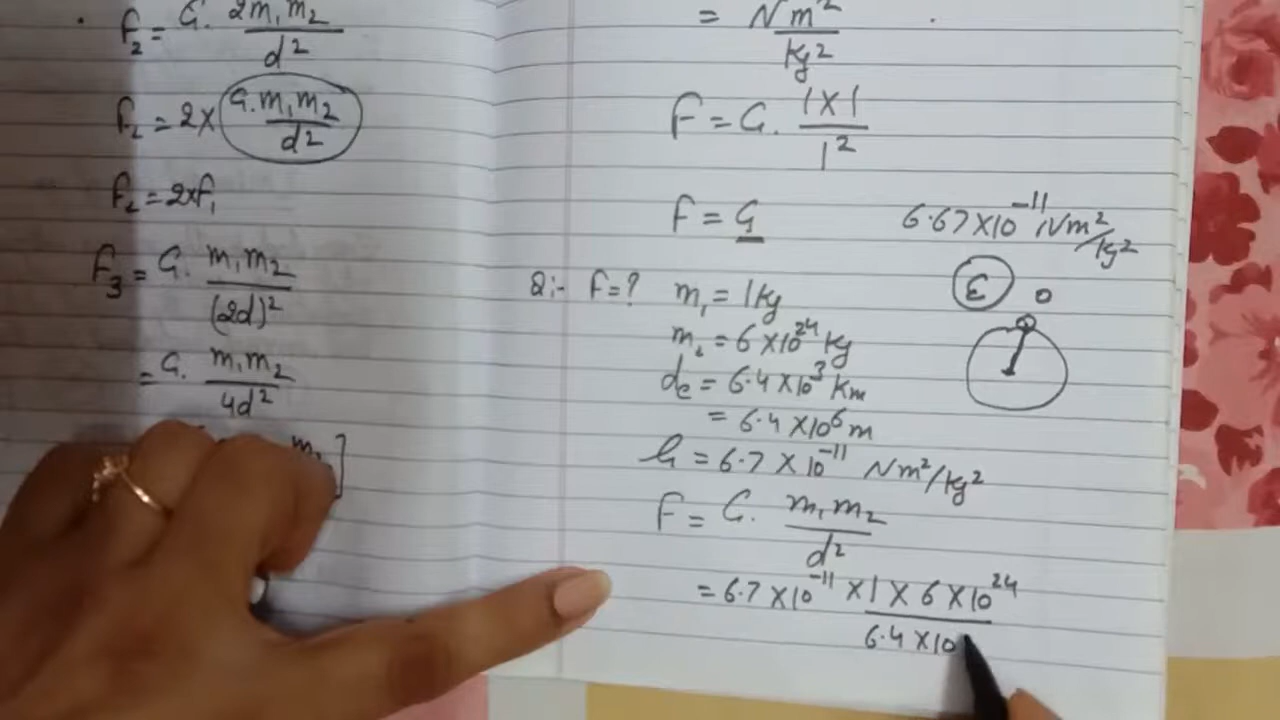 F₂ = G. 2m₁m₂ / d²
F₂ = 2 × G.m₁m₂ / d²
F₂ = 2×F₁
F₃ = G. m₁m₂ / (2d)²
= G. m₁m₂ / 4d²
= Nm² / kg²
F = G. 1×1 / 1²
F = G
6.67×10⁻¹¹ Nm²/kg²
Q:- F=? m₁ = 1kg
m₂ = 6×10²⁴ kg
dₑ = 6.4×10³ Km
= 6.4×10⁶ m
G = 6.7×10⁻¹¹ Nm²/kg²
F = G. m₁m₂ / d²
= 6.7×10⁻¹¹ × 1 × 6×10²⁴ / 6.4×10